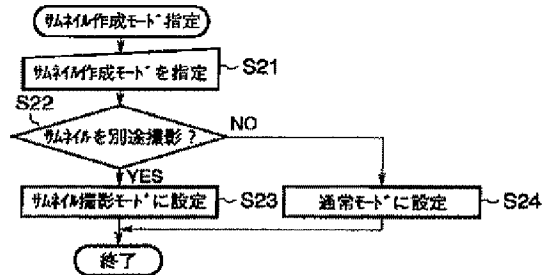 サムネイル作成モード指定
サムネイル作成モードを指定
S21
S22
サムネイルを別途撮影?
NO
YES
サムネイル撮影モードに設定
S23
通常モードに設定
S24
終了